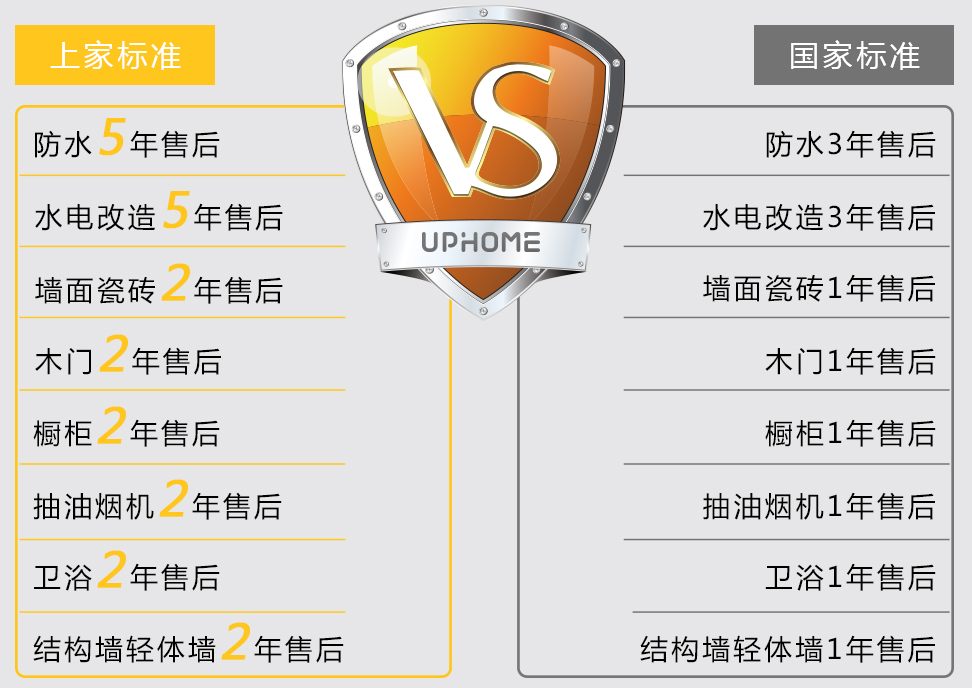 上家标准
防水5年售后
水电改造5年售后
墙面瓷砖2年售后
木门2年售后
橱柜2年售后
抽油烟机2年售后
卫浴2年售后
结构墙轻体墙2年售后
VS
UPHOME
国家标准
防水3年售后
水电改造3年售后
墙面瓷砖1年售后
木门1年售后
橱柜1年售后
抽油烟机1年售后
卫浴1年售后
结构墙轻体墙1年售后